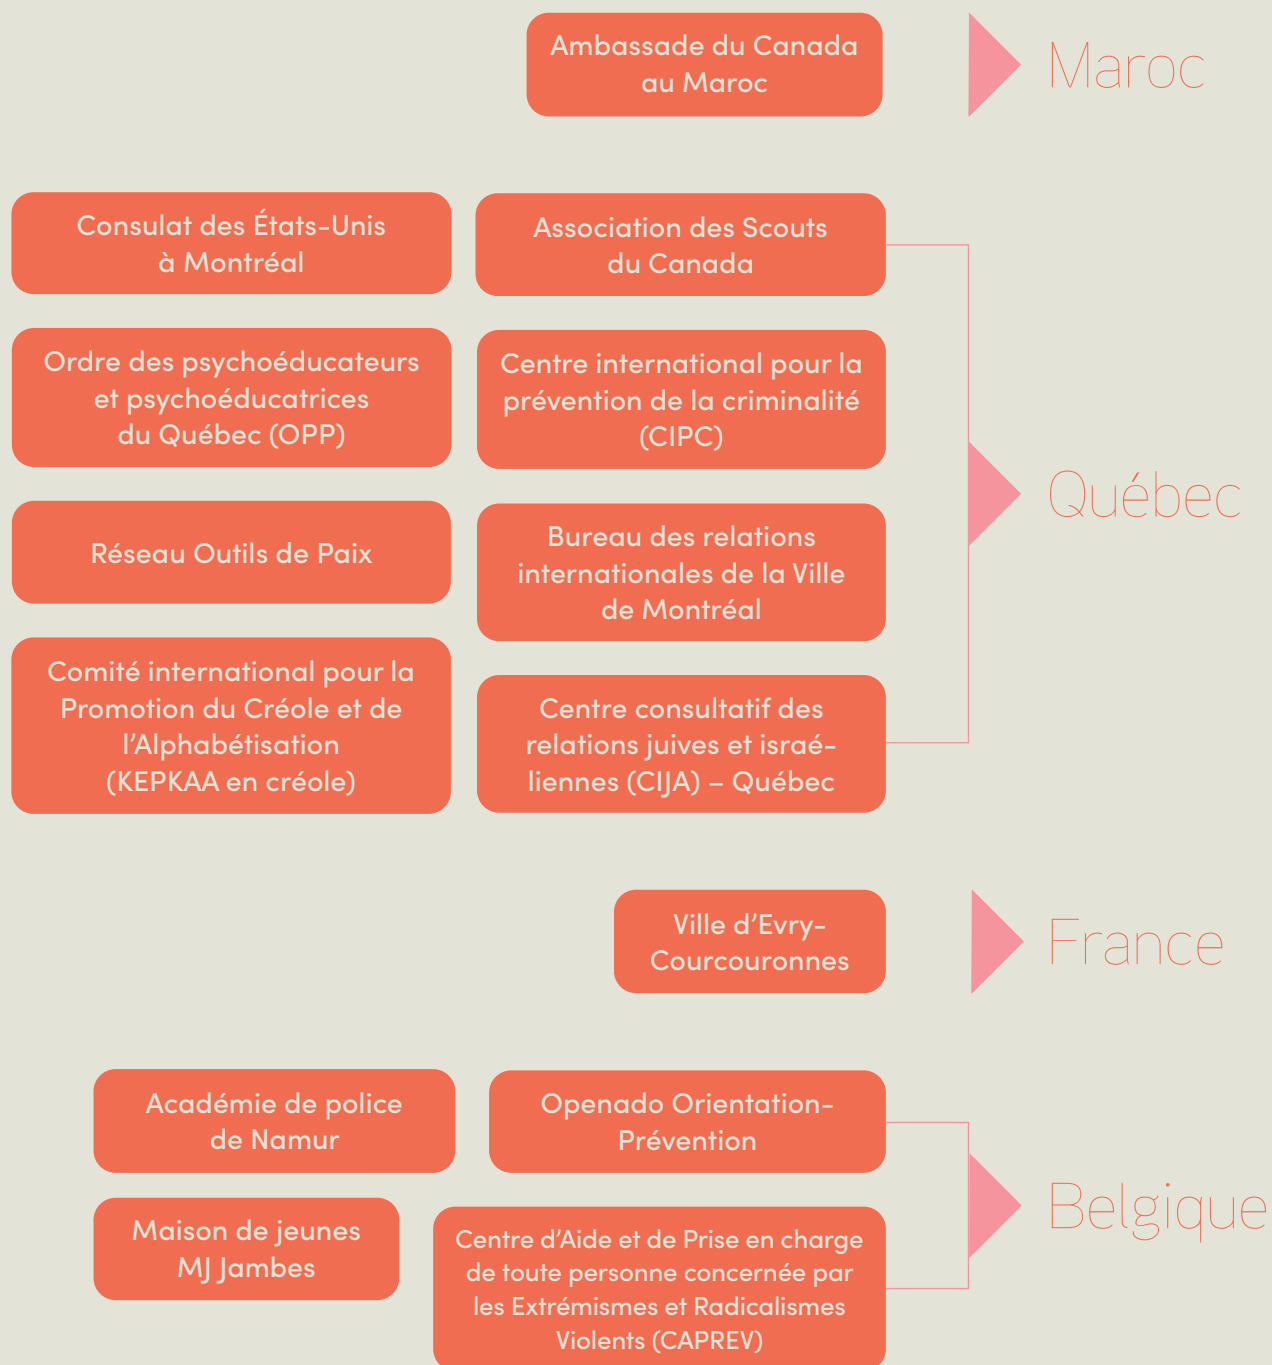 Ambassade du Canada
au Maroc
Maroc
Consulat des États-Unis
à Montréal
Association des Scouts
du Canada
Ordre des psychoéducateurs
et psychoéducatrices
du Québec (OPP)
Centre international pour la
prévention de la criminalité
(CIPC)
Québec
Réseau Outils de Paix
Bureau des relations
internationales de la Ville
de Montréal
Comité international pour la
Promotion du Créole et de
l’Alphabétisation
(KEPKAA en créole)
Centre consultatif des
relations juives et israé-
liennes (CIJA) – Québec
Ville d’Evry-
Courcouronnes
France
Académie de police
de Namur
Openado Orientation-
Prévention
Maison de jeunes
MJ Jambes
Centre d’Aide et de Prise en charge
de toute personne concernée par
les Extrémismes et Radicalismes
Violents (CAPREV)
Belgique